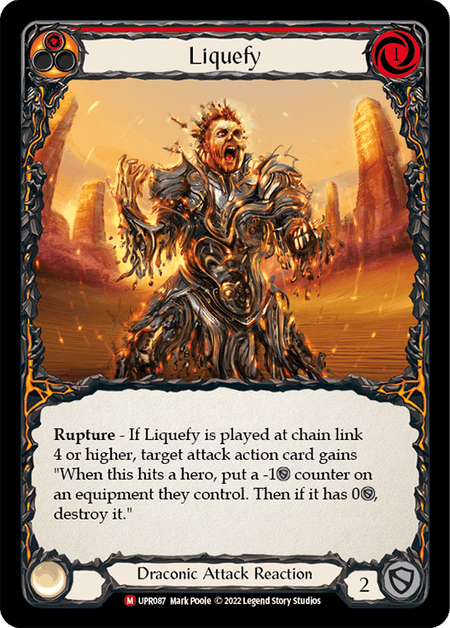 Liquefy
1
Rupture - If Liquefy is played at chain link
4 or higher, target attack action card gains
"When this hits a hero, put a -1 counter on
an equipment they control. Then if it has 0,
destroy it."
Draconic Attack Reaction
2
M UPR087 Mark Poole © 2022 Legend Story Studios